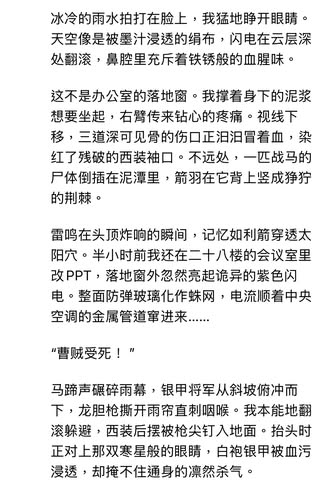 冰冷的雨水拍打在脸上，我猛地睁开眼睛。
天空像是被墨汁浸透的绢布，闪电在云层深
处翻滚，鼻腔里充斥着铁锈般的血腥味。
这不是办公室的落地窗。我撑着身下的泥浆
想要坐起，右臂传来钻心的疼痛。视线下
移，三道深可见骨的伤口正汩汩冒着血，染
红了残破的西装袖口。不远处，一匹战马的
尸体倒插在泥潭里，箭羽在它背上竖成狰狞
的荆棘。
雷鸣在头顶炸响的瞬间，记忆如利箭穿透太
阳穴。半小时前我还在二十八楼的会议室里
改PPT，落地窗外忽然亮起诡异的紫色闪
电。整面防弹玻璃化作蛛网，电流顺着中央
空调的金属管道窜进来……
“曹贼受死！”
马蹄声碾碎雨幕，银甲将军从斜坡俯冲而
下，龙胆枪撕开雨帘直刺咽喉。我本能地翻
滚躲避，西装后摆被枪尖钉入地面。抬头时
正对上那双寒星般的眼睛，白袍银甲被血污
浸透，却掩不住通身的凛然杀气。